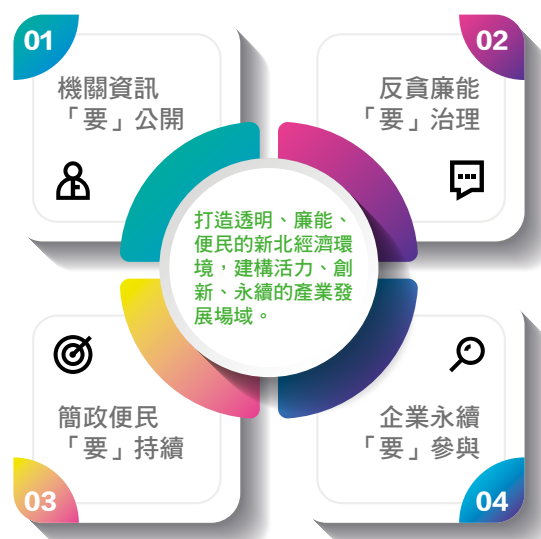 01
機關資訊
「要」公開
02
反貪廉能
「要」治理
打造透明、廉能、
便民的新北經濟環
境，建構活力、創
新、永續的產業發
展場域。
簡政便民
「要」持續
03
企業永續
「要」參與
04